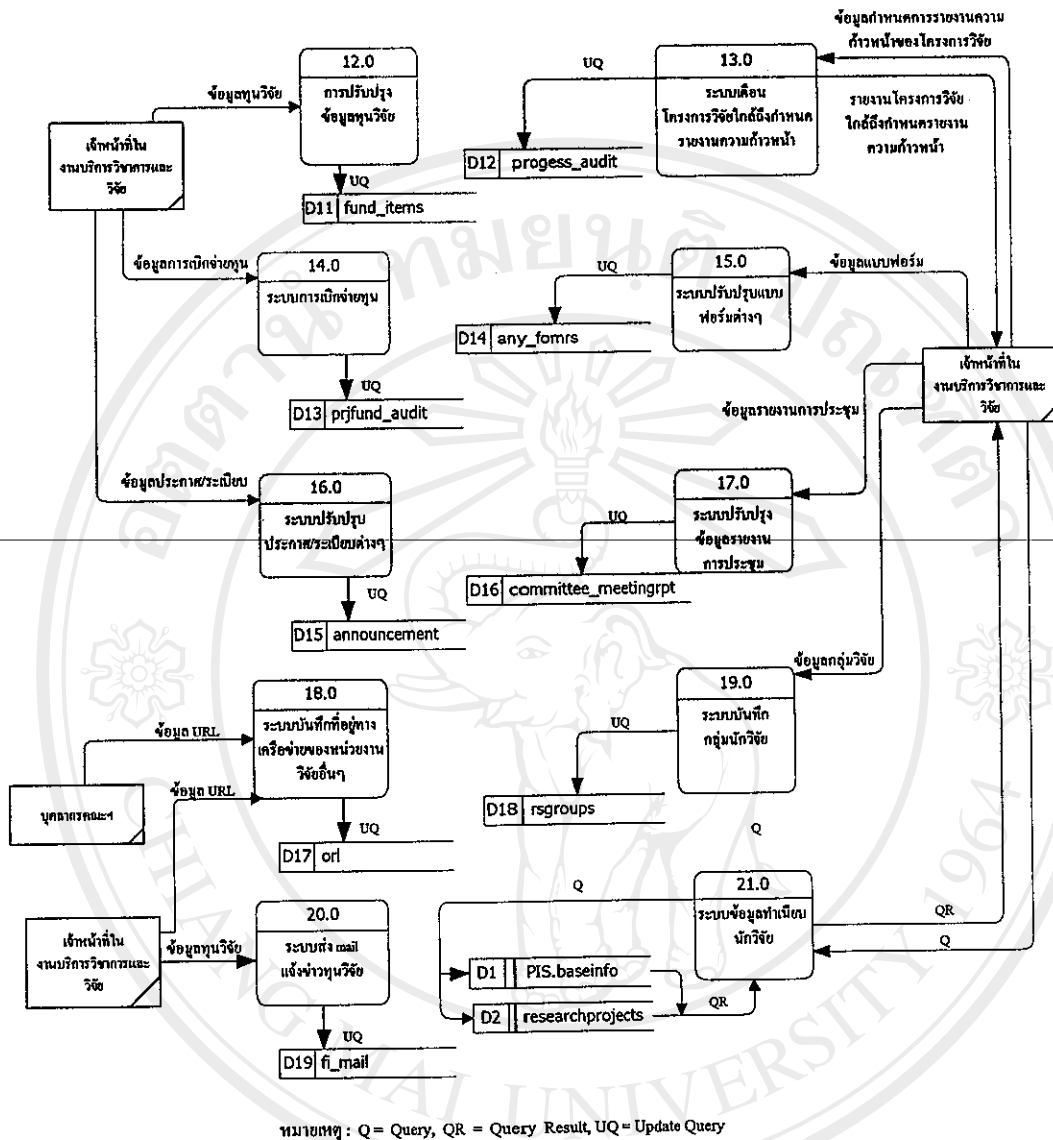 ข้อมูลกำหนดการรายงานความ
ก้าวหน้าของโครงการวิจัย
12.0
การปรับปรุง
ข้อมูลทุนวิจัย
ข้อมูลทุนวิจัย
UQ
13.0
ระบบเตือน
โครงการวิจัยใกล้ถึงกำหนด
รายงานความก้าวหน้า
รายงานโครงการวิจัย
ใกล้ถึงกำหนดรายงาน
ความก้าวหน้า
เจ้าหน้าที่ใน
งานบริการวิชาการและ
วิจัย
D12 progess_audit
UQ
D11 fund_items
ข้อมูลการเบิกจ่ายทุน
14.0
ระบบการเบิกจ่ายทุน
UQ
15.0
ระบบปรับปรุบแบบ
ฟอร์มต่างๆ
ข้อมูลแบบฟอร์ม
D14 any_fomrs
เจ้าหน้าที่ใน
งานบริการวิชาการและ
วิจัย
UQ
D13 prjfund_audit
ข้อมูลรายงานการประชุม
ข้อมูลประกาศ/ระเบียบ
16.0
ระบบปรับปรุบ
ประกาศ/ระเบียบต่างๆ
17.0
ระบบปรับปรุง
ข้อมูลรายงาน
การประชุม
UQ
UQ
D16 committee_meetingrpt
D15 announcement
ข้อมูลกลุ่มวิจัย
18.0
ระบบบันทึกที่อยู่ทาง
เครือข่ายของหน่วยงาน
วิจัยอื่นๆ
ข้อมูล URL
19.0
ระบบบันทึก
กลุ่มนักวิจัย
UQ
บุคลากรคณะฯ
ข้อมูล URL
D18 rsgroups
UQ
D17 orl
Q
Q
20.0
ระบบส่ง mail
แจ้งข่าวทุนวิจัย
ข้อมูลทุนวิจัย
เจ้าหน้าที่ใน
งานบริการวิชาการและ
วิจัย
21.0
ระบบข้อมูลทำเนียบ
นักวิจัย
QR
Q
D1 PIS.baseinfo
D2 researchprojects
QR
UQ
D19 fi_mail
หมายเหตุ : Q = Query, QR = Query Result, UQ = Update Query
CHIANG MAI UNIVERSITY 1964